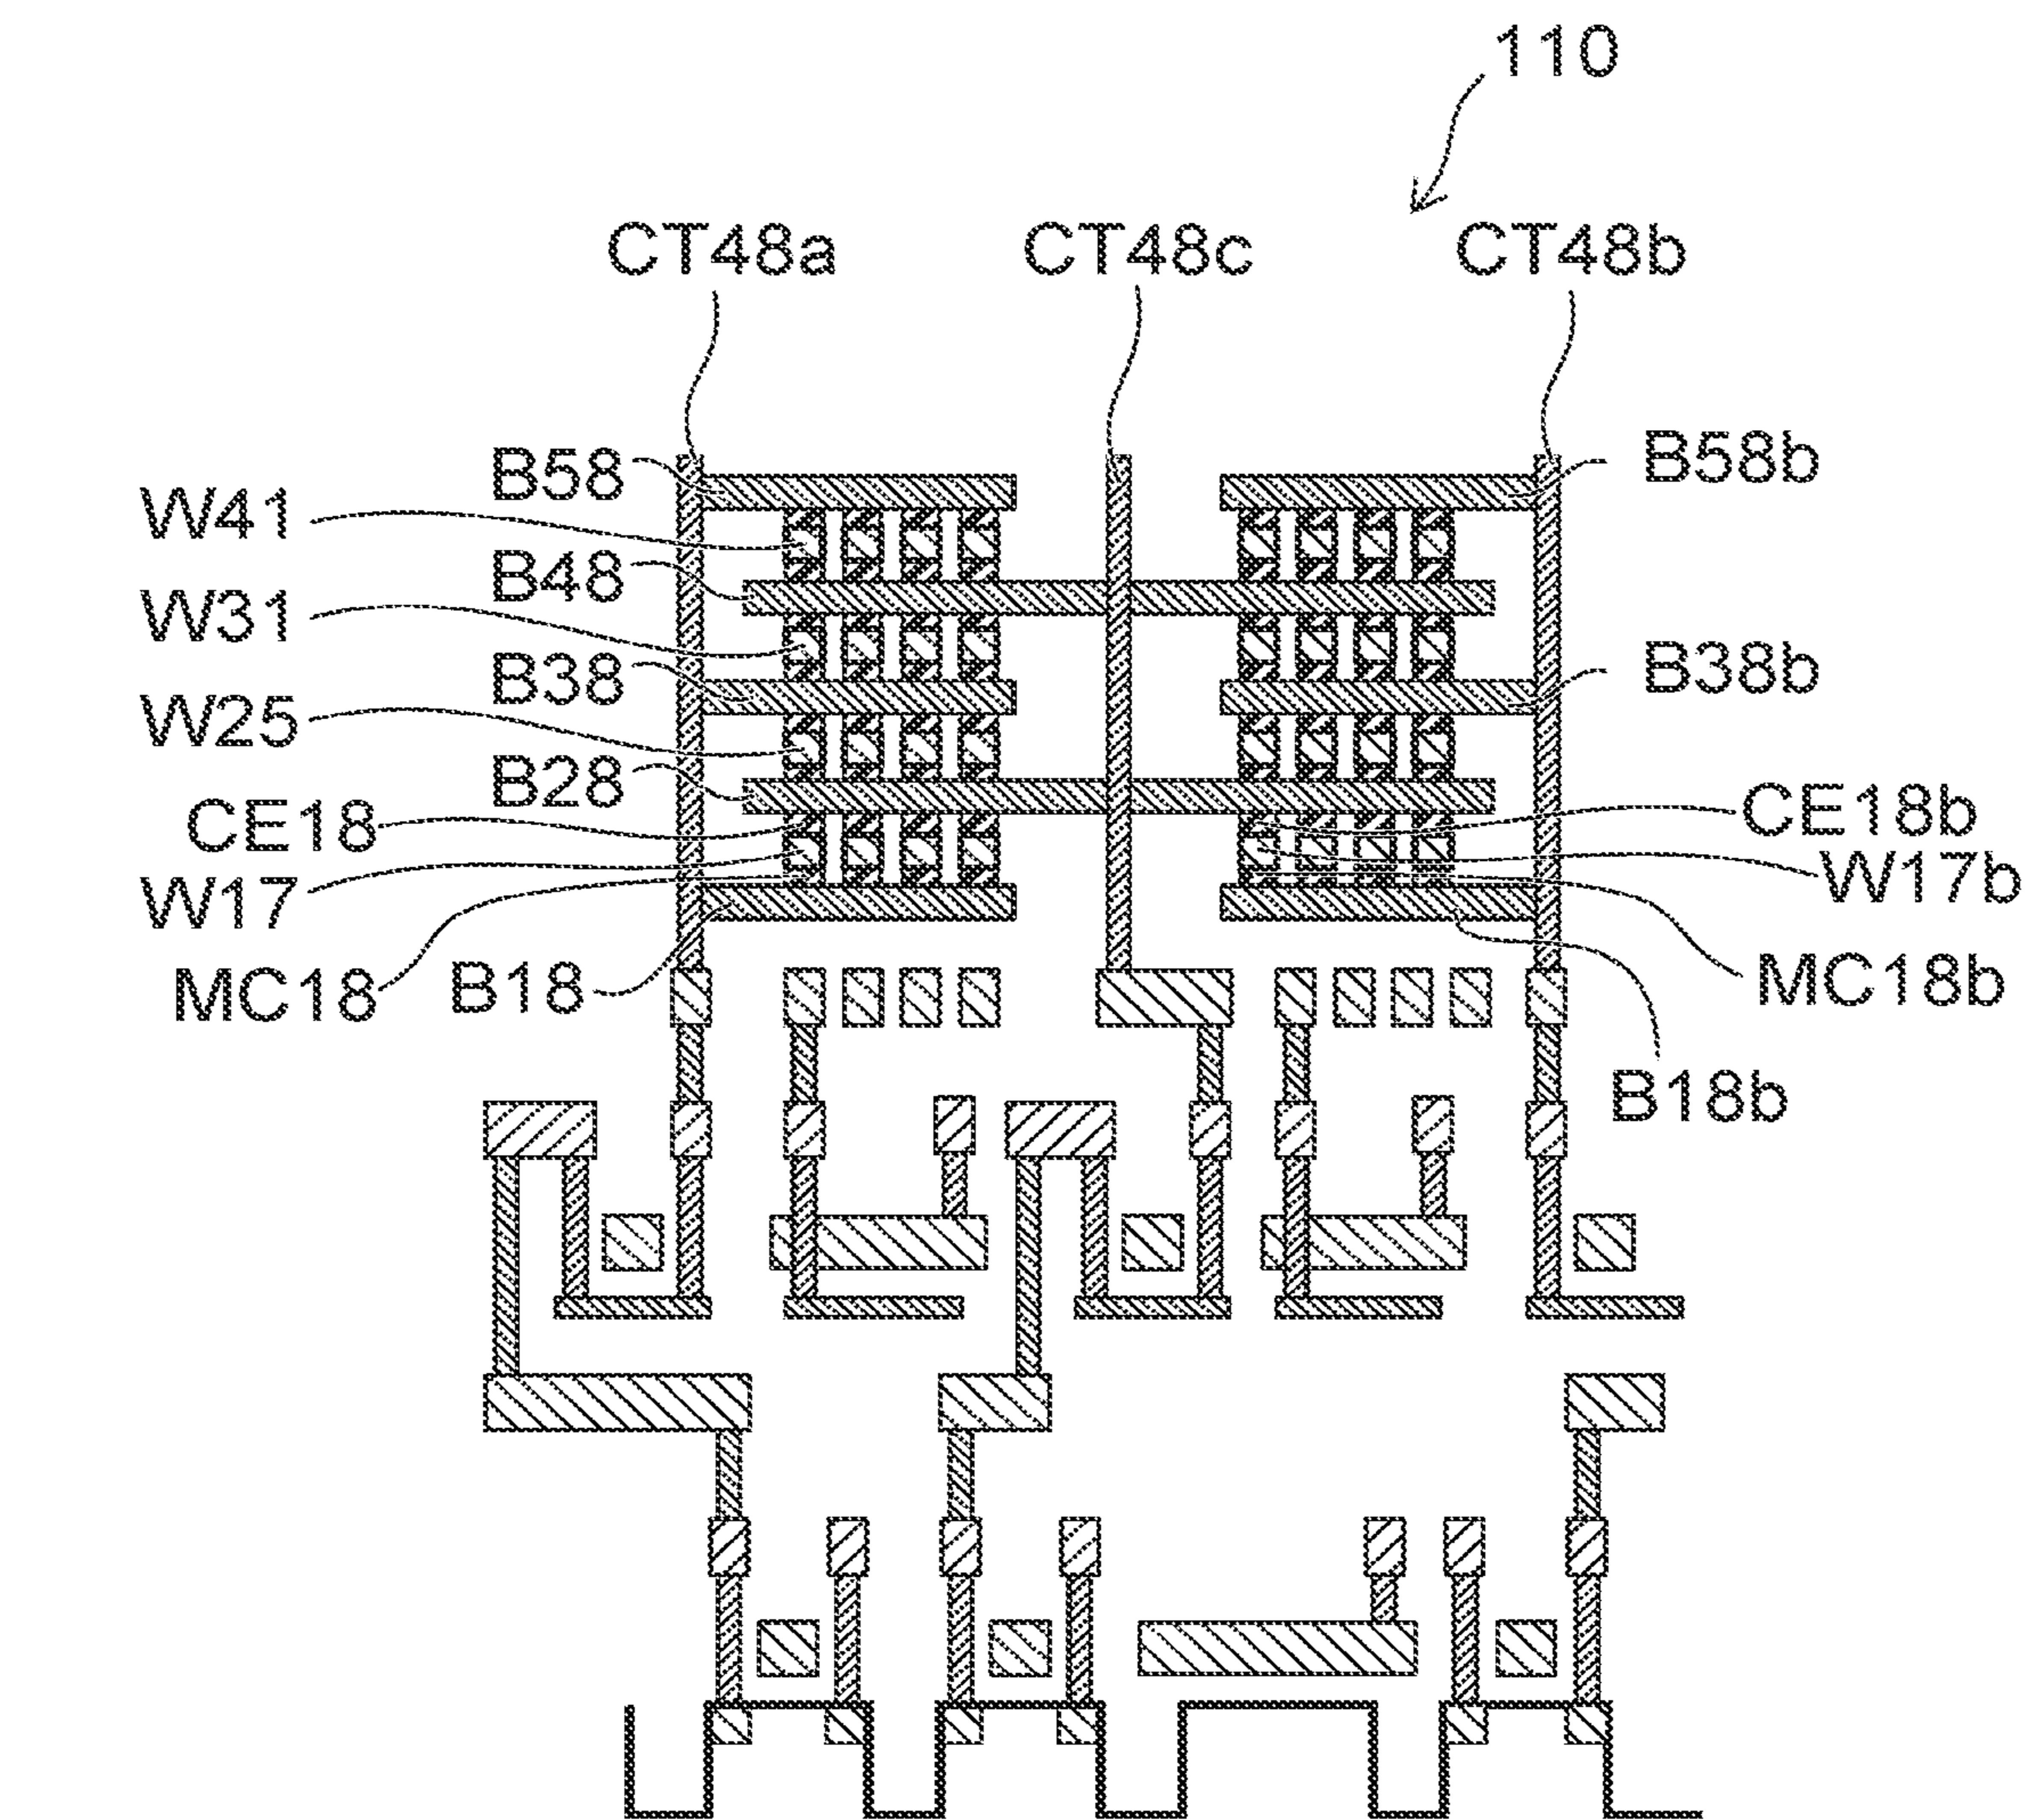 110
CT48a CT48c CT48b
B58 B58b
W41
B48
W31
B38 B38b
W25
B28
CE18 CE18b
W17 W17b
MC18 B18 MC18b
B18b